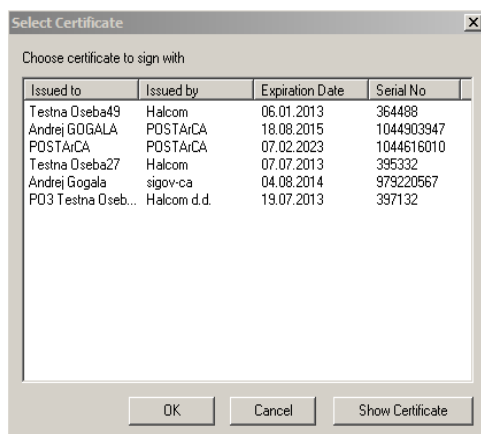 Select Certificate
Choose certificate to sign with
Issued to Issued by Expiration Date Serial No
Testna Oseba49 Halcom 06.01.2013 364488
Andrej GOGALA POSTArCA 18.08.2015 1044903947
POSTArCA POSTArCA 07.02.2023 1044616010
Testna Oseba27 Halcom 07.07.2013 395332
Andrej Gogala sigov-ca 04.08.2014 979220567
PO3 Testna Oseb... Halcom d.d. 19.07.2013 397132
OK Cancel Show Certificate